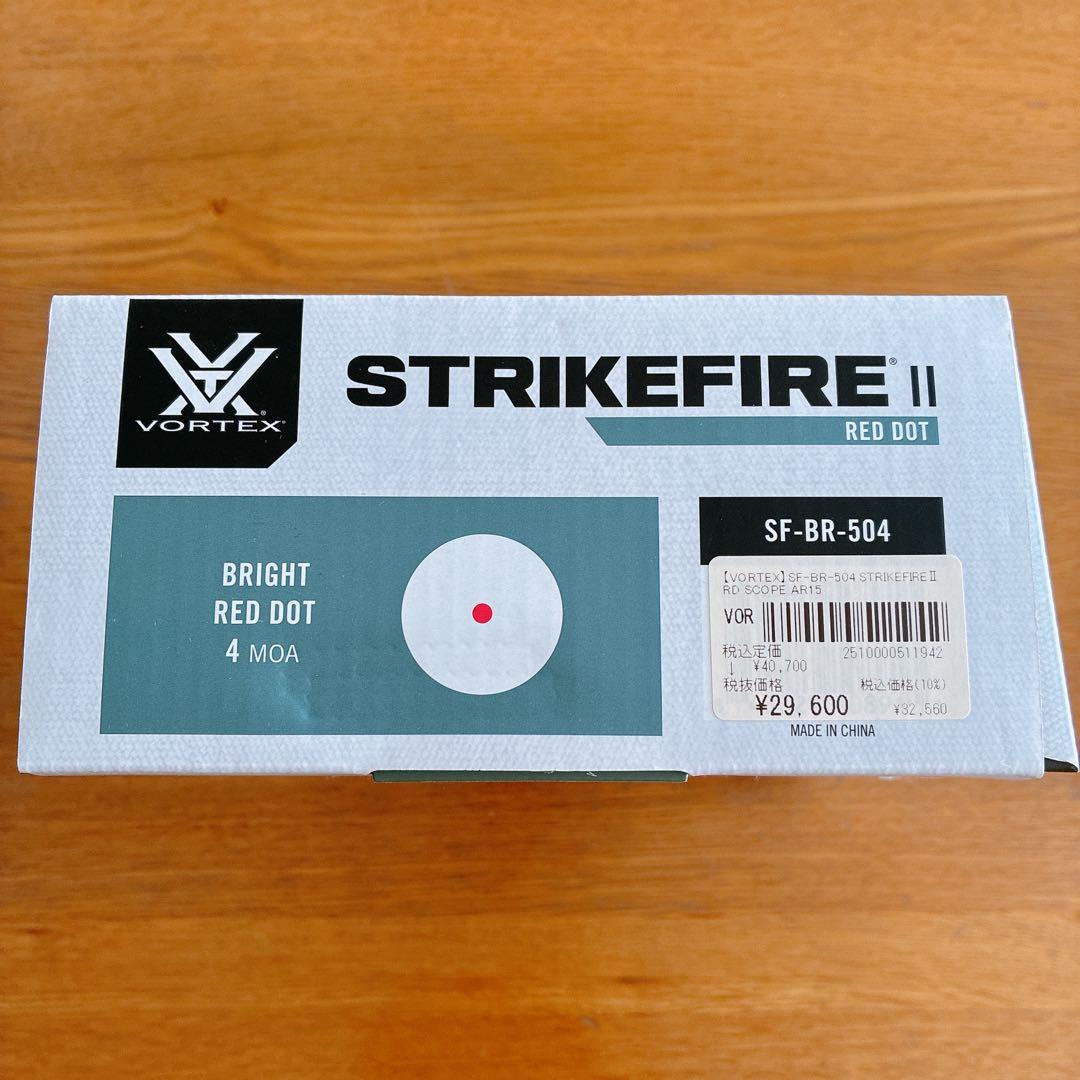 VORTEX®
STRIKEFIRE® II
RED DOT
BRIGHT
RED DOT
4 MOA
SF-BR-504
【VORTEX】SF-BR-504 STRIKEFIREⅡ
RD SCOPE AR15
VOR
税込定価 2510000511942
↓ ¥40,700
税抜価格 税込価格(10%)
¥29,600 ¥32,560
MADE IN CHINA